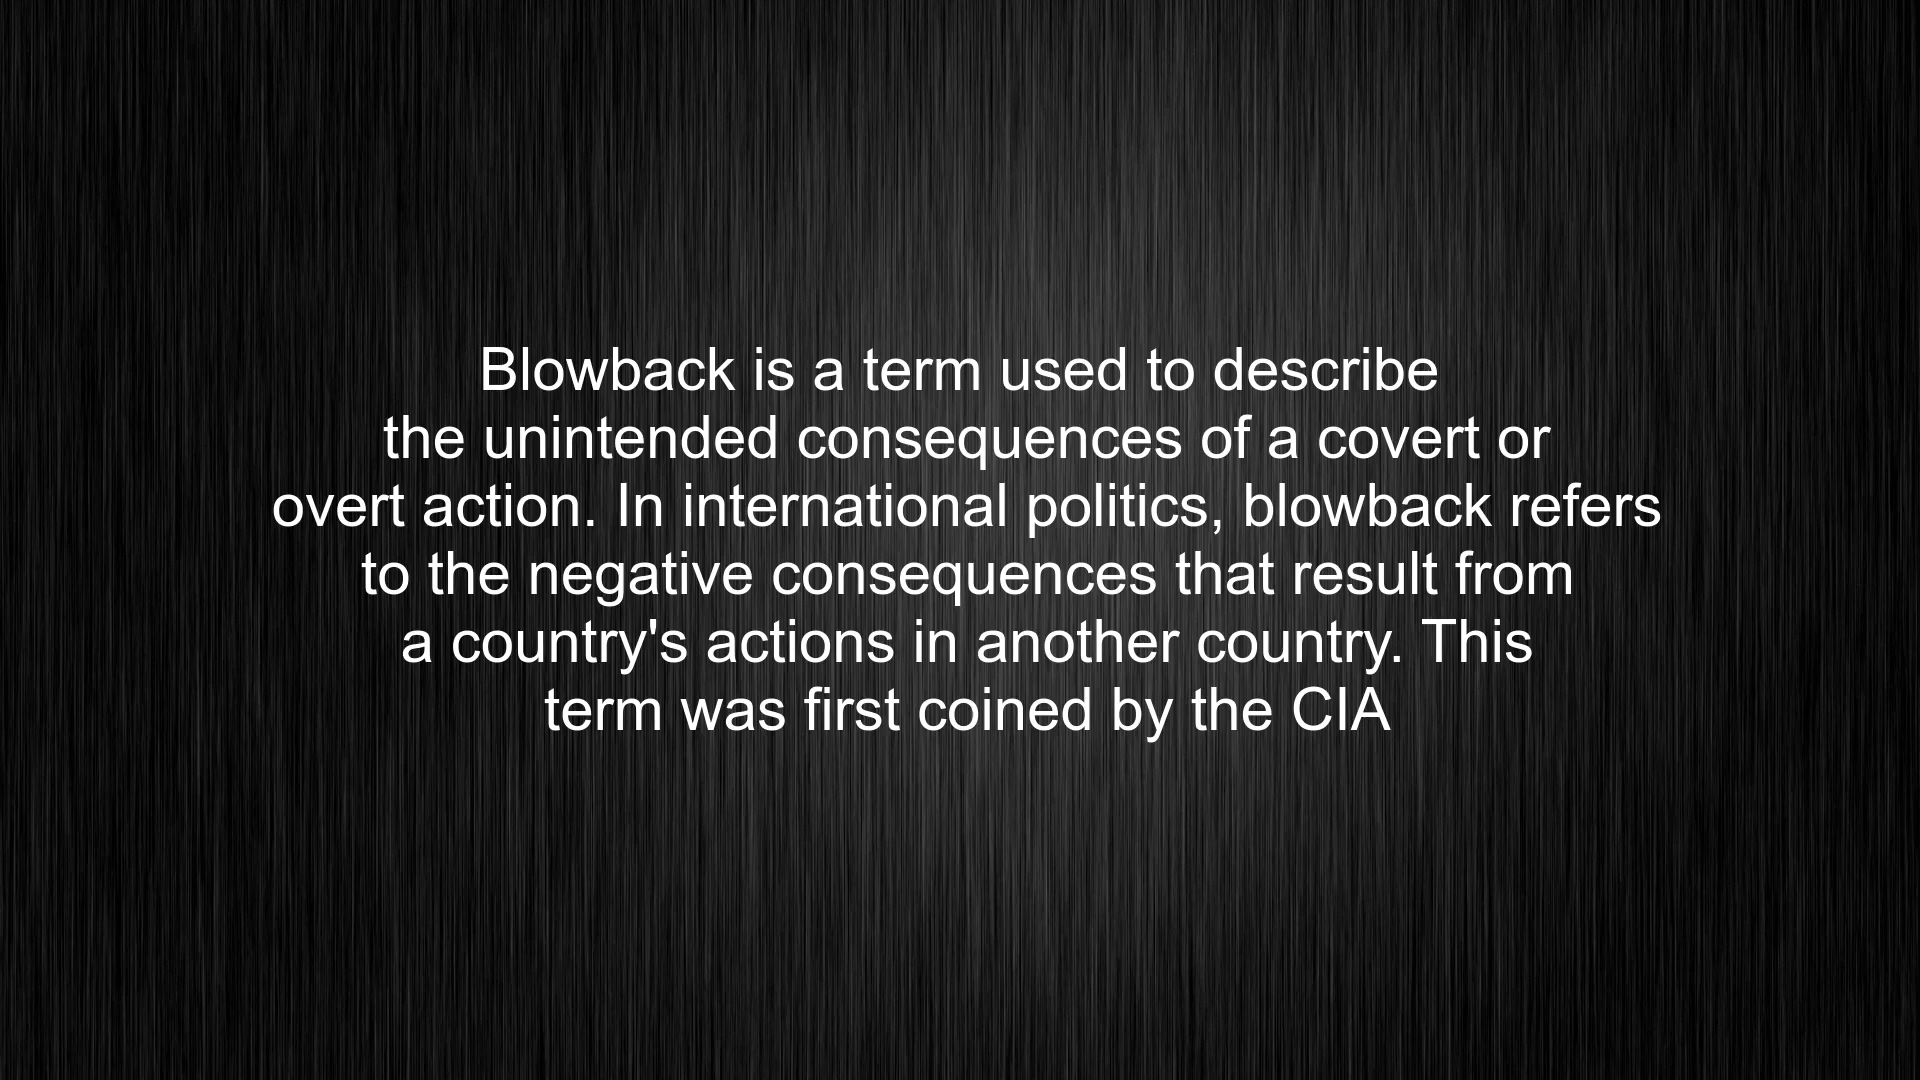 Blowback is a term used to describe
the unintended consequences of a covert or
overt action. In international politics, blowback refers
to the negative consequences that result from
a country's actions in another country. This
term was first coined by the CIA